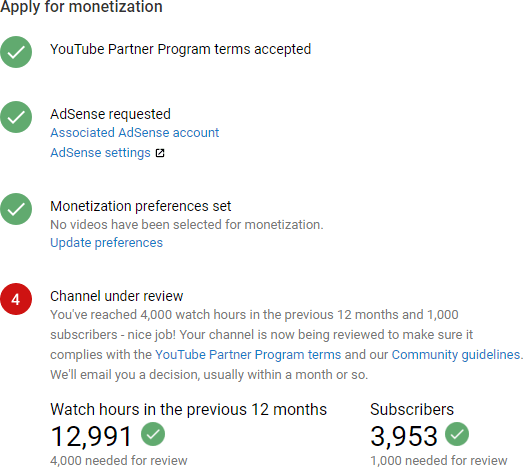 Apply for monetization
YouTube Partner Program terms accepted
AdSense requested
Associated AdSense account
AdSense settings
Monetization preferences set
No videos have been selected for monetization.
Update preferences
4
Channel under review
You've reached 4,000 watch hours in the previous 12 months and 1,000
subscribers - nice job! Your channel is now being reviewed to make sure it
complies with the YouTube Partner Program terms and our Community guidelines.
We'll email you a decision, usually within a month or so.
Watch hours in the previous 12 months
12,991
4,000 needed for review
Subscribers
3,953
1,000 needed for review